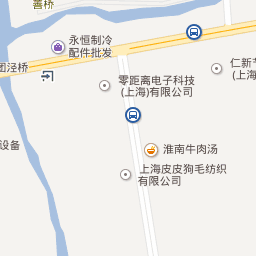 善桥
永恒制冷
配件批发
团泾桥
零距离电子科技
(上海)有限公司
仁新
(上海
淮南牛肉汤
设备
上海皮皮狗毛纺织
有限公司